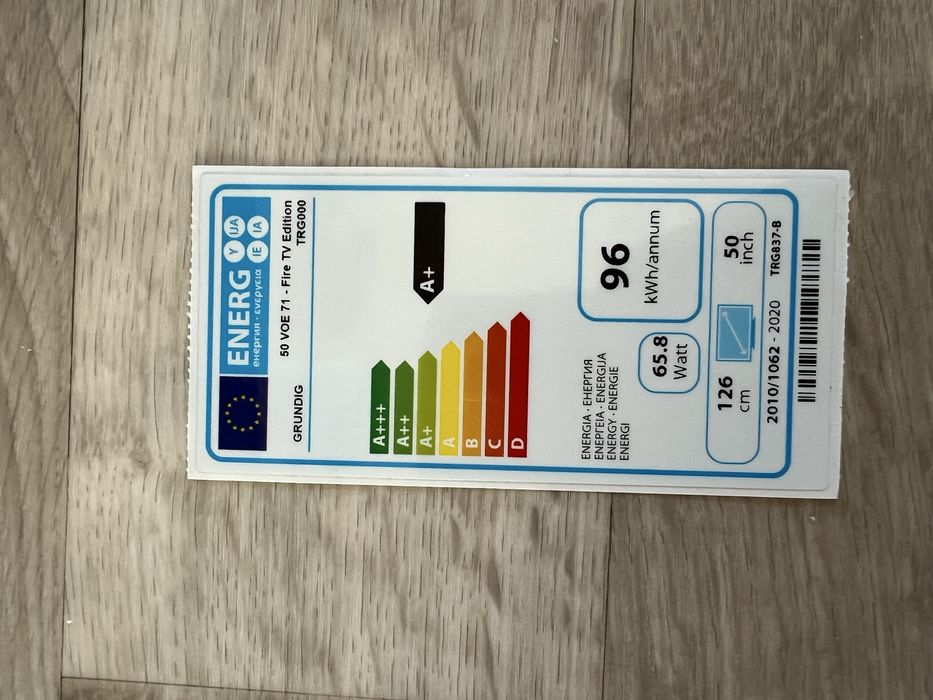 ENERG Y UA
енергия · ενεργεια IE IA
GRUNDIG 50 VOE 71 - Fire TV Edition
TRG000
A+++
A++
A+
A
B
C
D
A+
ENERGIA · ЕНЕРГИЯ
ΕΝΕΡΓΕΙΑ · ENERGIJA
ENERGY · ENERGIE
ENERGI
96
kWh/annum
65.8
Watt
126
cm
50
inch
2010/1062 - 2020
TRG837-B